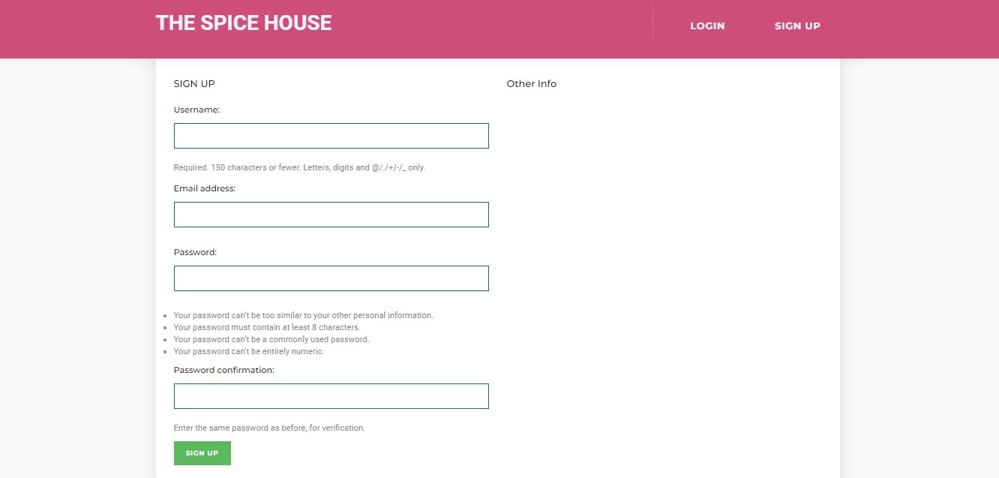 THE SPICE HOUSE
LOGIN
SIGN UP
SIGN UP
Other Info
Username:
Required. 150 characters or fewer. Letters, digits and @/./+/-/_ only.
Email address:
Password:
Your password can't be too similar to your other personal information.
Your password must contain at least 8 characters.
Your password can't be a commonly used password.
Your password can't be entirely numeric.
Password confirmation:
Enter the same password as before, for verification.
SIGN UP